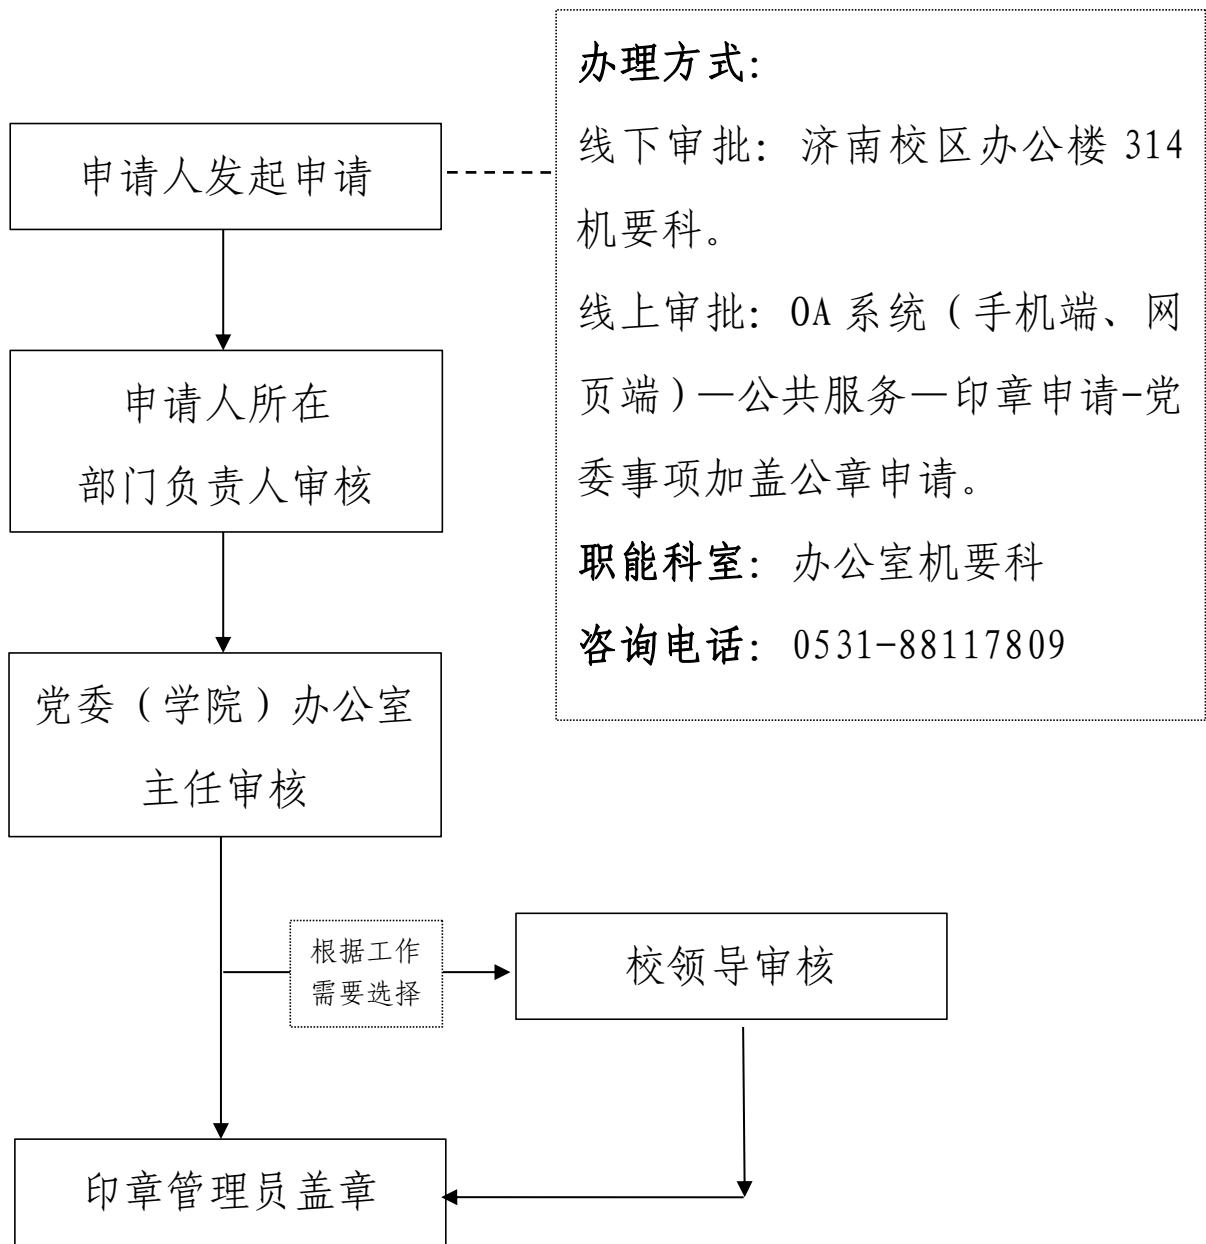 申请人发起申请
办理方式:
线下审批: 济南校区办公楼 314
机要科。
线上审批: OA 系统（手机端、网
页端）—公共服务—印章申请-党
委事项加盖公章申请。
职能科室: 办公室机要科
咨询电话: 0531-88117809
申请人所在
部门负责人审核
党委（学院）办公室
主任审核
根据工作
需要选择
校领导审核
印章管理员盖章